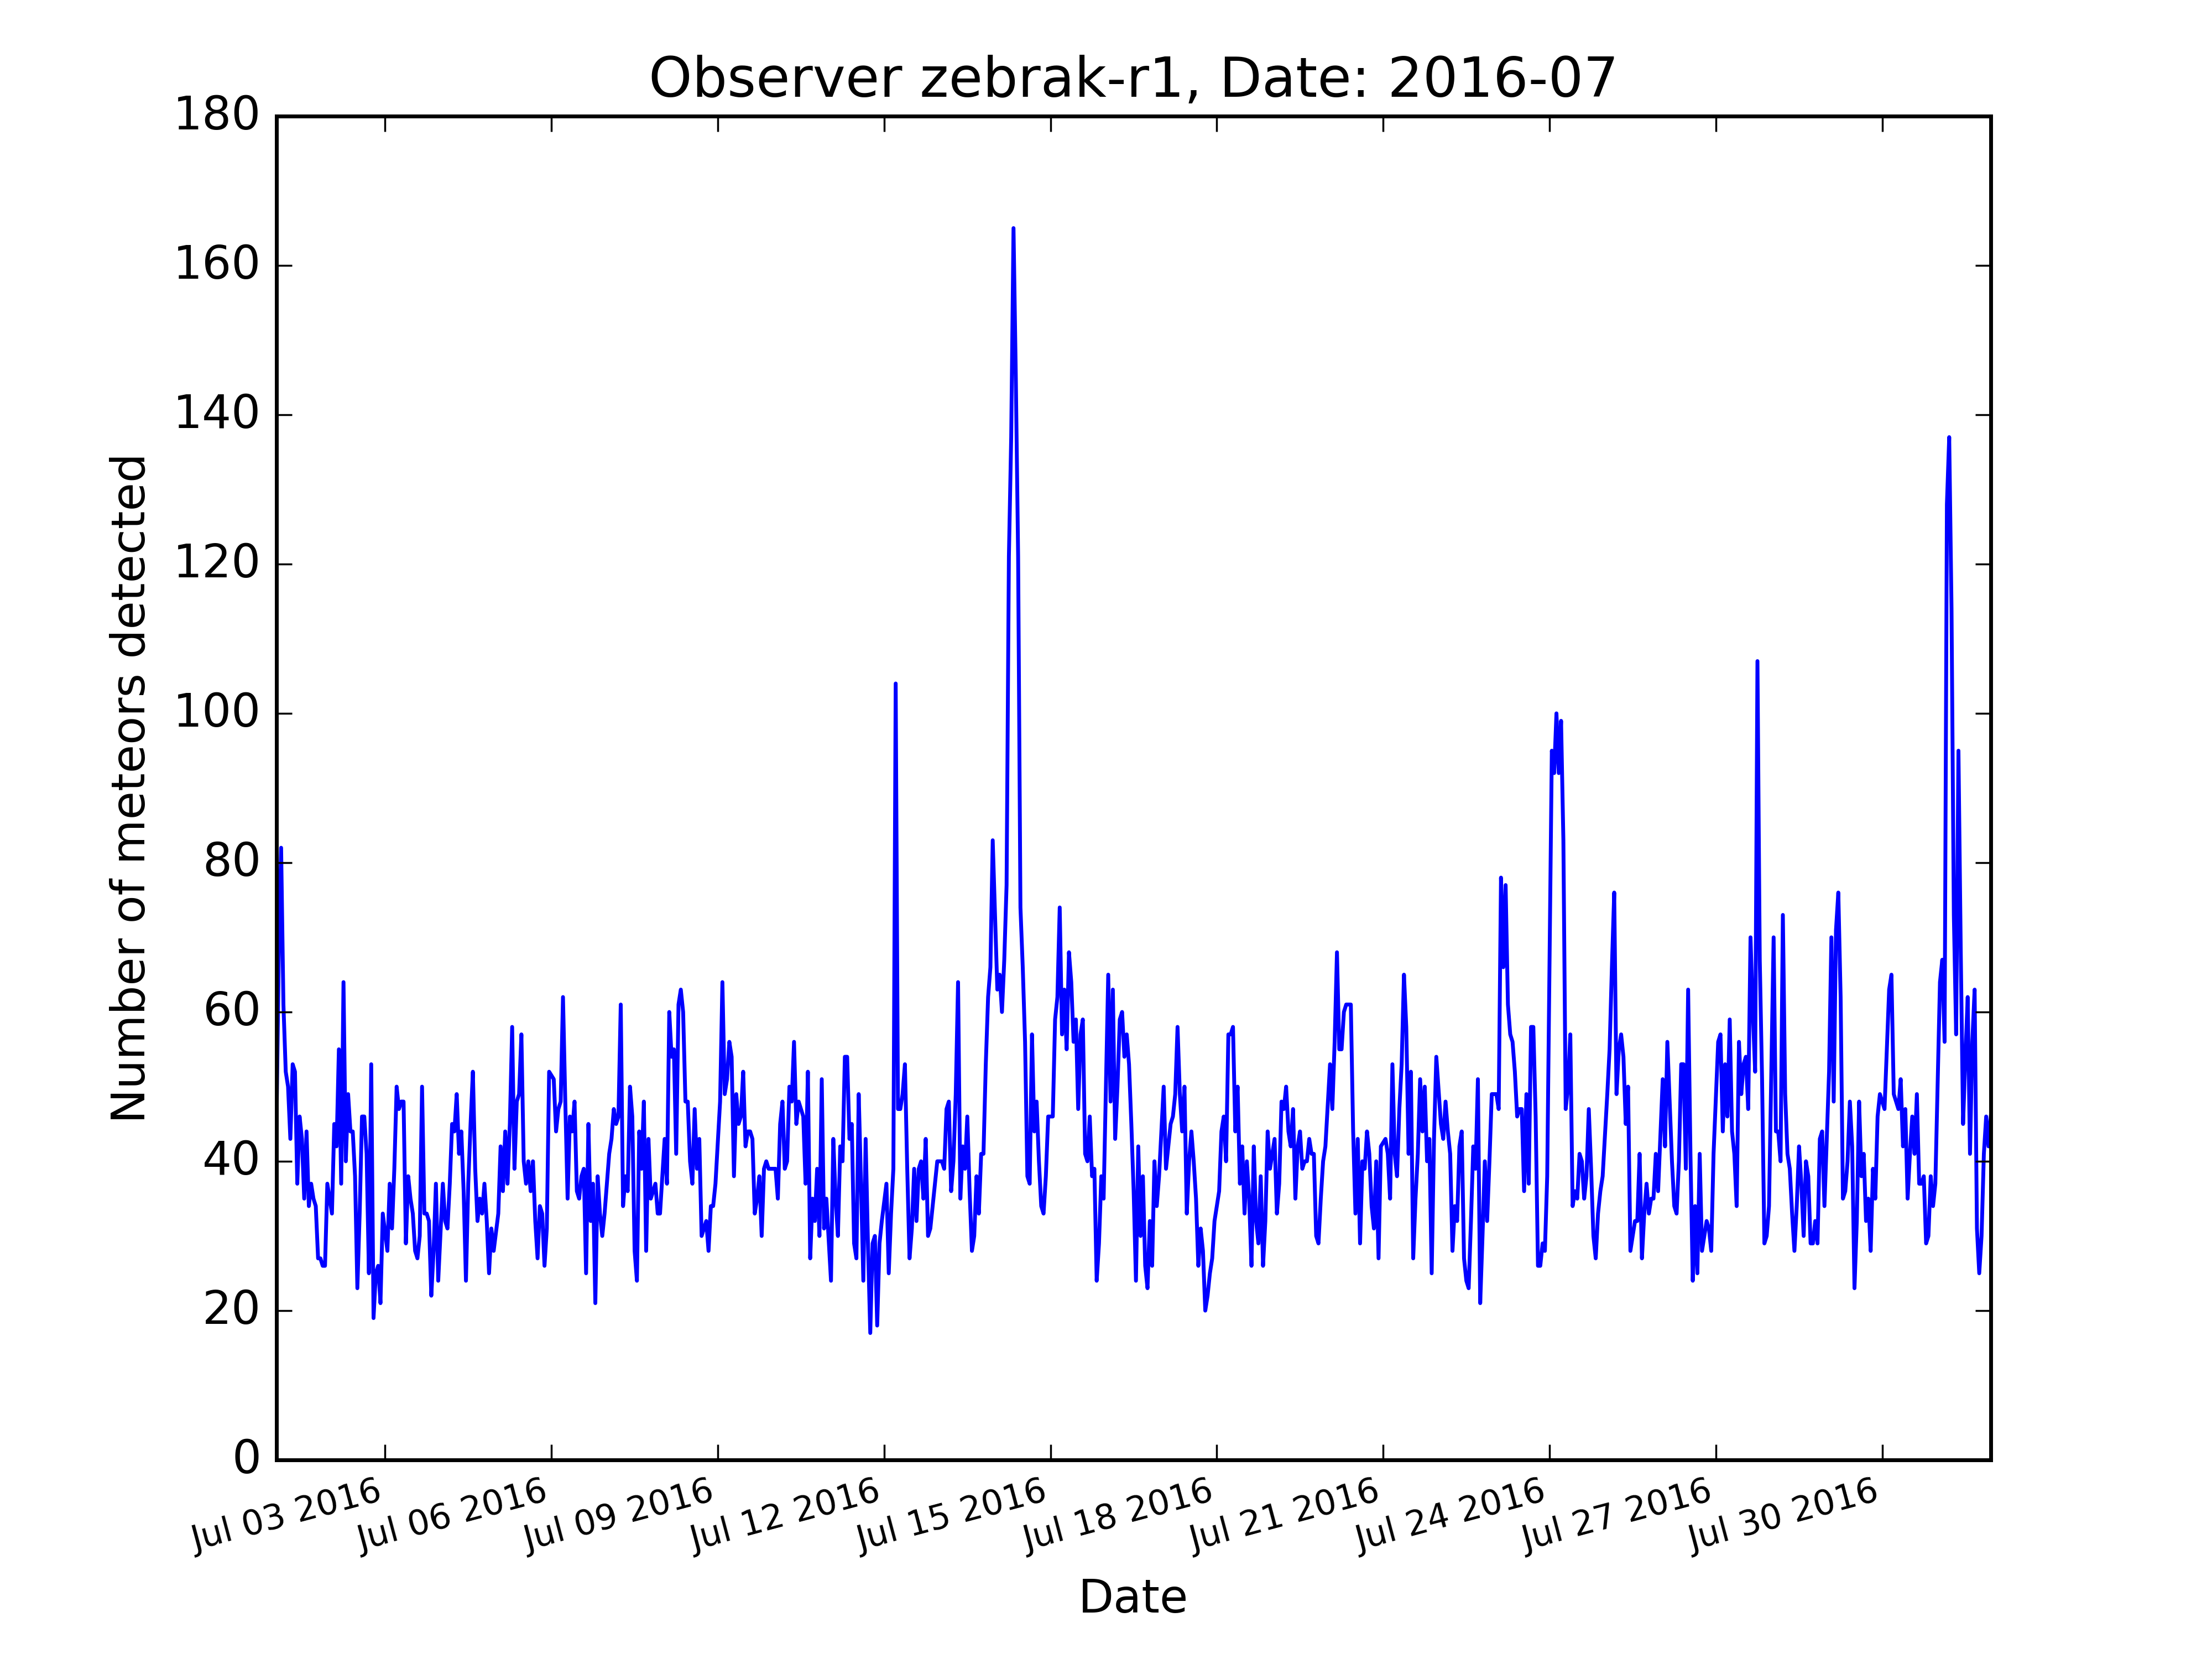 Observer zebrak-r1, Date: 2016-07
180
160
140
120
100
80
60
40
20
0
Number of meteors detected
Jul 03 2016
Jul 06 2016
Jul 09 2016
Jul 12 2016
Jul 15 2016
Jul 18 2016
Jul 21 2016
Jul 24 2016
Jul 27 2016
Jul 30 2016
Date